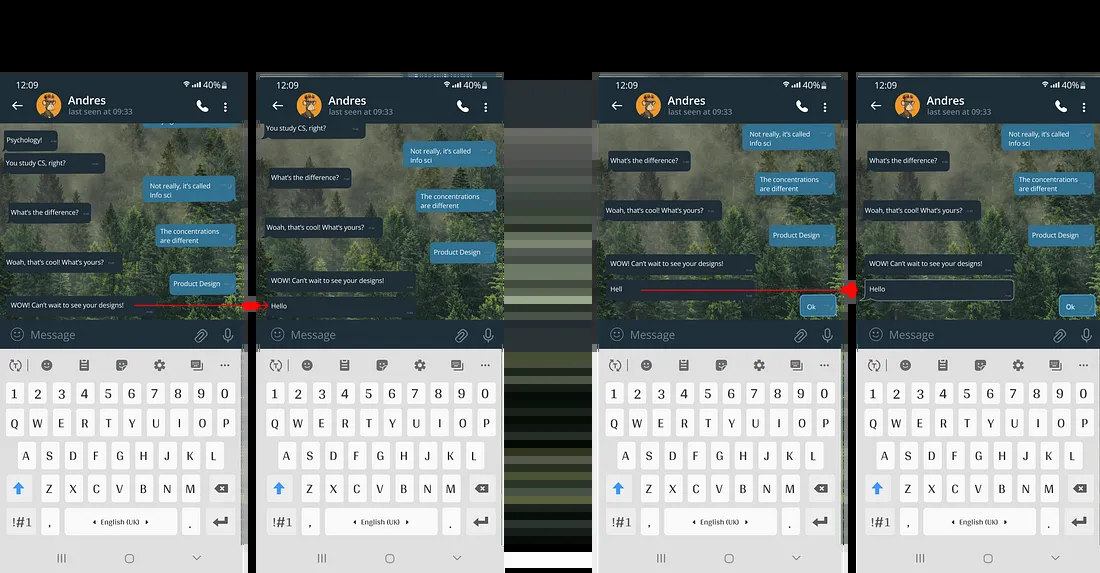 12:09
40%
Andres
last seen at 09:33
Psychology!
You study CS, right?
Not really, it's called
Info sci
What's the difference?
The concentrations
are different
Woah, that's cool! What's yours?
Product Design
WOW! Can't wait to see your designs!
Message
1 2 3 4 5 6 7 8 9 0
Q W E R T Y U I O P
A S D F G H J K L
Z X C V B N M
!#1 , English (UK) .
12:09
40%
Andres
last seen at 09:33
You study CS, right?
Not really, it's called
Info sci
What's the difference?
The concentrations
are different
Woah, that's cool! What's yours?
Product Design
WOW! Can't wait to see your designs!
Hello
Message
1 2 3 4 5 6 7 8 9 0
Q W E R T Y U I O P
A S D F G H J K L
Z X C V B N M
!#1 , English (UK) .
12:09
40%
Andres
last seen at 09:33
Not really, it's called
Info sci
What's the difference?
The concentrations
are different
Woah, that's cool! What's yours?
Product Design
WOW! Can't wait to see your designs!
Hell
Ok
Message
1 2 3 4 5 6 7 8 9 0
Q W E R T Y U I O P
A S D F G H J K L
Z X C V B N M
!#1 , English (UK) .
12:09
40%
Andres
last seen at 09:33
Not really, it's called
Info sci
What's the difference?
The concentrations
are different
Woah, that's cool! What's yours?
Product Design
WOW! Can't wait to see your designs!
Hello
Ok
Message
1 2 3 4 5 6 7 8 9 0
Q W E R T Y U I O P
A S D F G H J K L
Z X C V B N M
!#1 , English (UK) .